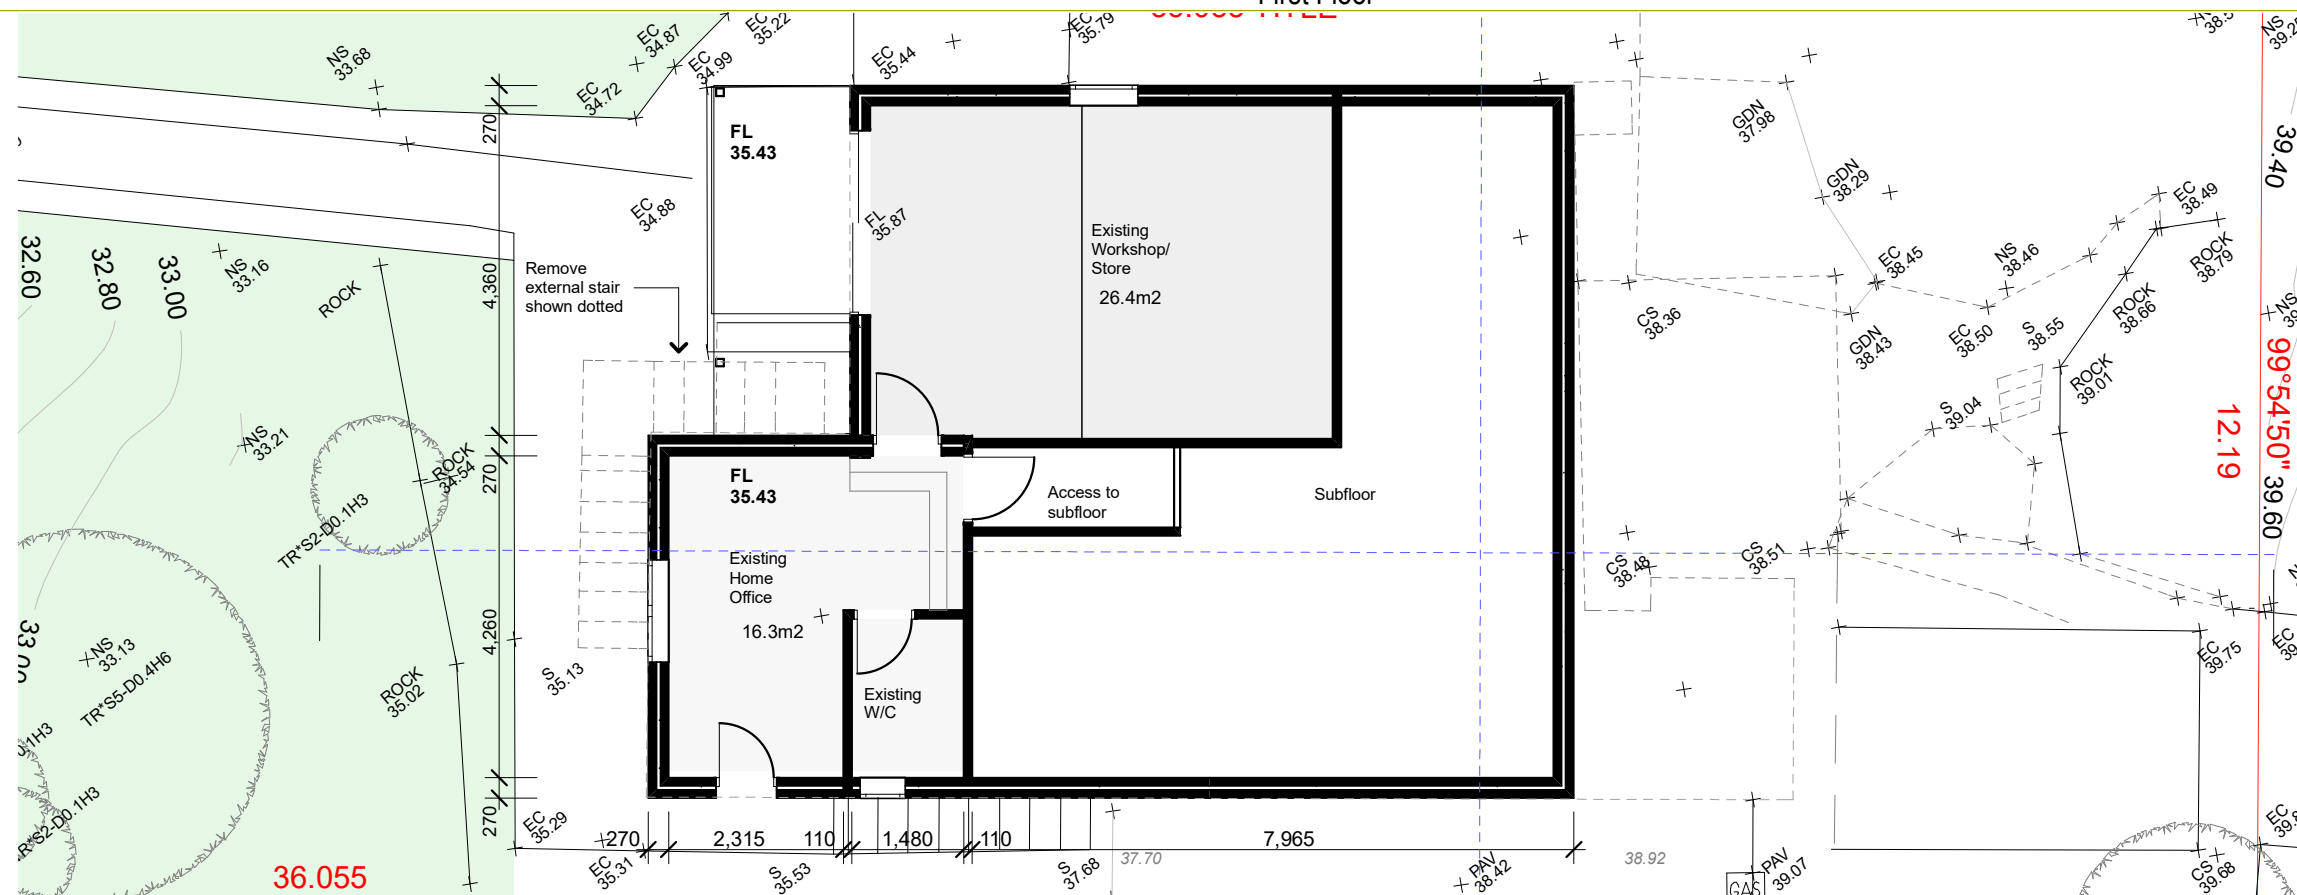 NS
33.68
EC
34.87
EC
34.72
EC
34.99
EC
35.22
EC
35.44
EC
35.79
GDN
37.98
GDN
38.29
EC
38.45
NS
38.46
EC
38.49
ROCK
38.79
39.40
270
FL
35.43
EC
34.88
FL
35.87
Existing
Workshop/
Store
26.4m2
CS
38.36
GDN
38.43
EC
38.50
S
38.55
ROCK
38.66
ROCK
39.01
S
39.04
32.60
32.80
33.00
NS
33.16
ROCK
4,360
Remove
external stair
shown dotted
99°54'50"
12.19
39.60
NS
33.21
ROCK
34.54
270
FL
35.43
Access to
subfloor
Subfloor
TR*S2-D0.1H3
Existing
Home
Office
16.3m2
CS
38.48
CS
38.51
NS
33.13
TR*S5-D0.4H6
ROCK
35.02
4,260
S
35.13
Existing
W/C
EC
39.75
270
EC
35.29
EC
35.31
270
2,315
110
1,480
110
7,965
S
35.53
S
37.68
37.70
PAV
38.42
38.92
PAV
39.07
GAS
CS
39.68
36.055